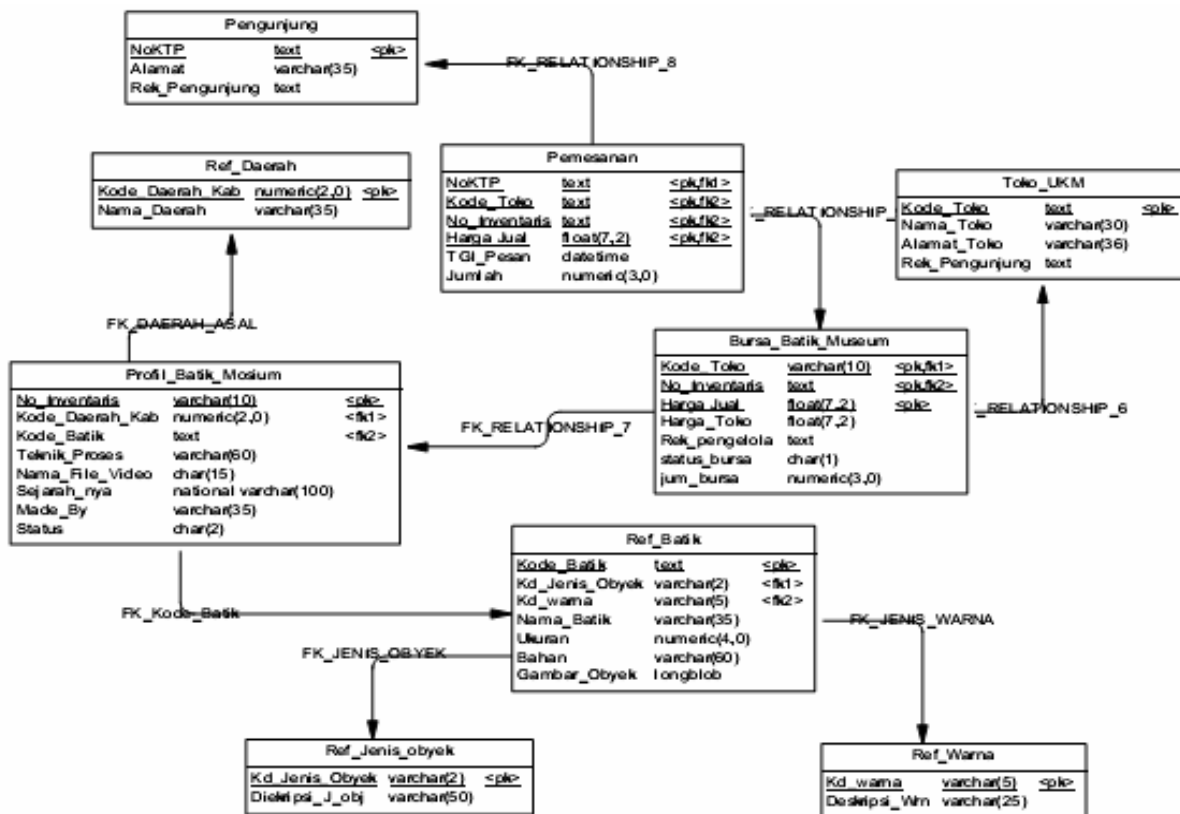 Pengunjung
NoKTP text <pk>
Alamat varchar(35)
Rek_Pengunjung text
FK_RELATIONSHIP_8
Ref_Daerah
Kode_Daerah_Kab numeric(2,0) <pk>
Nama_Daerah varchar(35)
Pemesanan
NoKTP text <pk,fk1>
Kode_Toko text <pk,fk2>
No_Inventaris text <pk,fk2>
Harga Jual float(7,2) <pk,fk2>
TGl_Pesan datetime
Jumlah numeric(3,0)
_RELATIONSHIP_
Toko_UKM
Kode_Toko text <pk>
Nama_Toko varchar(30)
Alamat_Toko varchar(36)
Rek_Pengunjung text
FK_DAERAH_ASAL
Profil_Batik_Mosium
No_Inventaris varchar(10) <pk>
Kode_Daerah_Kab numeric(2,0) <fk1>
Kode_Batik text <fk2>
Teknik_Proses varchar(60)
Nama_File_Video char(15)
Sejarah_nya national varchar(100)
Made_By varchar(35)
Status char(2)
FK_RELATIONSHIP_7
Bursa_Batik_Museum
Kode_Toko varchar(10) <pk,fk1>
No_Inventaris text <pk,fk2>
Harga Jual float(7,2) <pk>
Harga_Toko float(7,2)
Rek_pengelola text
status_bursa char(1)
jum_bursa numeric(3,0)
_RELATIONSHIP_6
FK_Kode_Batik
Ref_Batik
Kode_Batik text <pk>
Kd_Jenis_Obyek varchar(2) <fk1>
Kd_warna varchar(5) <fk2>
Nama_Batik varchar(35)
Ukuran numeric(4,0)
Bahan varchar(60)
Gambar_Obyek longblob
FK_JENIS_OBYEK
FK_JENIS_WARNA
Ref_Jenis_obyek
Kd_Jenis_Obyek varchar(2) <pk>
Diskripsi_J_obj varchar(50)
Ref_Warna
Kd_warna varchar(5) <pk>
Deskripsi_Wrn varchar(25)